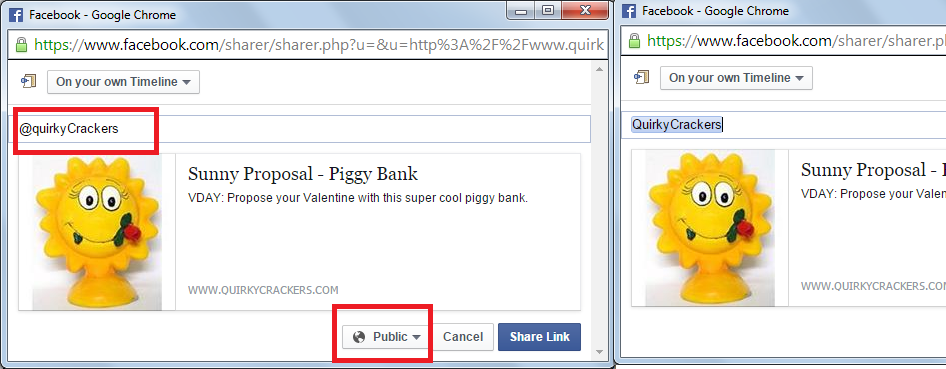 Facebook - Google Chrome
https://www.facebook.com/sharer/sharer.php?u=&u=http%3A%2F%2Fwww.quirk
On your own Timeline
@quirkyCrackers
Sunny Proposal - Piggy Bank
VDAY: Propose your Valentine with this super cool piggy bank.
WWW.QUIRKYCRACKERS.COM
Public
Cancel
Share Link
Facebook - Google Chrome
https://www.facebook.com/sharer/sharer.p
On your own Timeline
QuirkyCrackers
Sunny Proposal -
VDAY: Propose your Valen
WWW.QUIRKYCRACKERS.COM